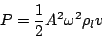 P = \frac{1}{2} A^2 \omega^2 \rho_l v